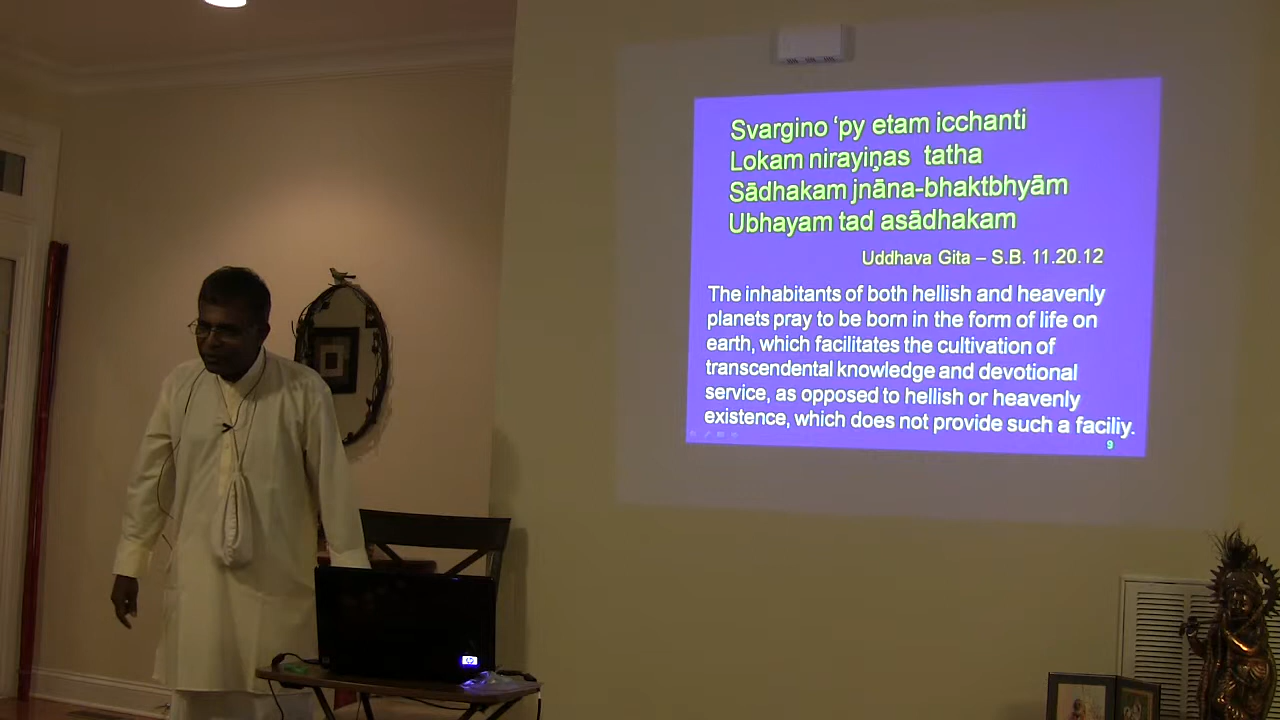 Svargino ‘py etam icchanti
Lokam nirayiṇas tatha
Sādhakam jnāna-bhaktbhyām
Ubhayam tad asādhakam
Uddhava Gita – S.B. 11.20.12
The inhabitants of both hellish and heavenly
planets pray to be born in the form of life on
earth, which facilitates the cultivation of
transcendental knowledge and devotional
service, as opposed to hellish or heavenly
existence, which does not provide such a faciliy.
9
hp